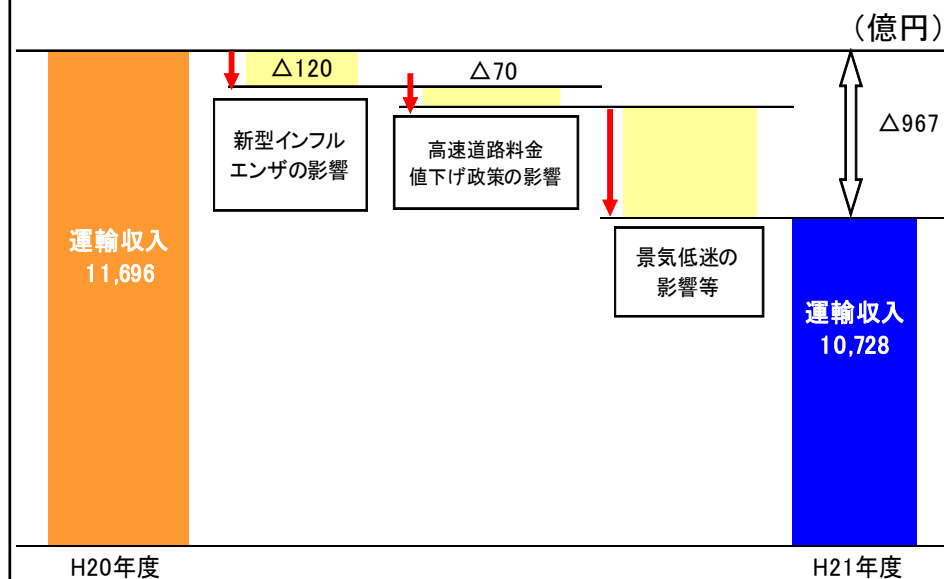 （億円）
△120
△70
△967
新型インフル
エンザの影響
高速道路料金
値下げ政策の影響
運輸収入
11,696
景気低迷の
影響等
運輸収入
10,728
H20年度
H21年度